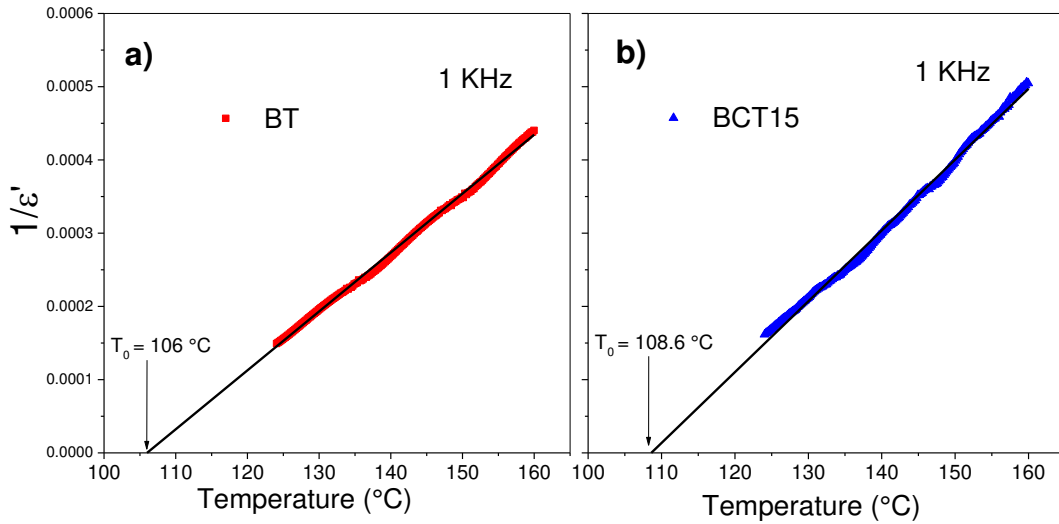 0.0006
0.0005
0.0004
0.0003
0.0002
0.0001
0.0000
1/ε'
a)
1 KHz
BT
T₀ = 106 °C
100 110 120 130 140 150 160
Temperature (°C)
b)
1 KHz
BCT15
T₀ = 108.6 °C
100 110 120 130 140 150 160
Temperature (°C)